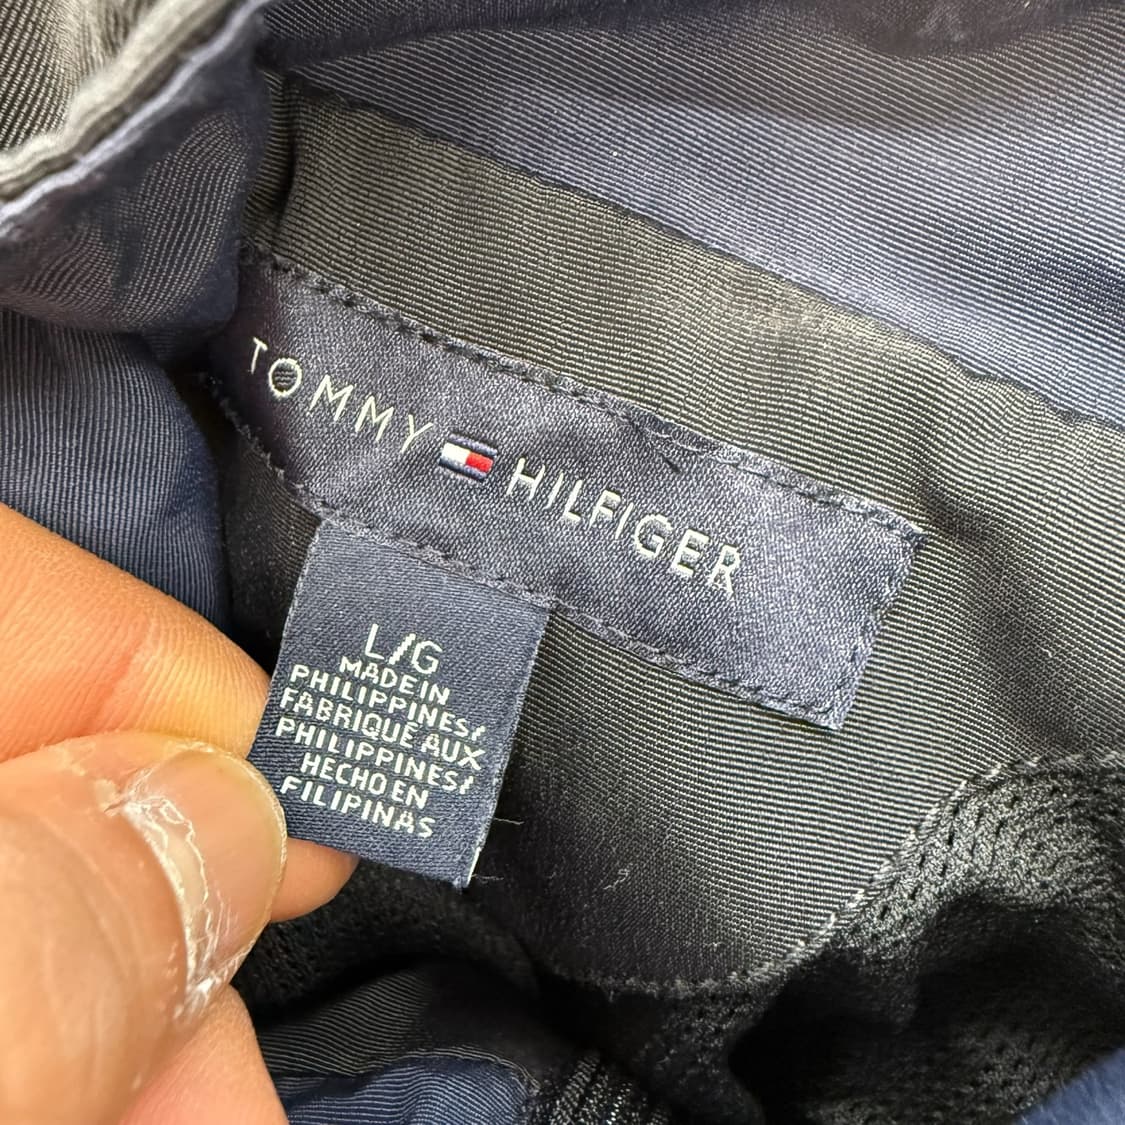 TOMMY HILFIGER
L/G
MADE IN
PHILIPPINES/
FABRIQUÉ AUX
PHILIPPINES/
HECHO EN
FILIPINAS